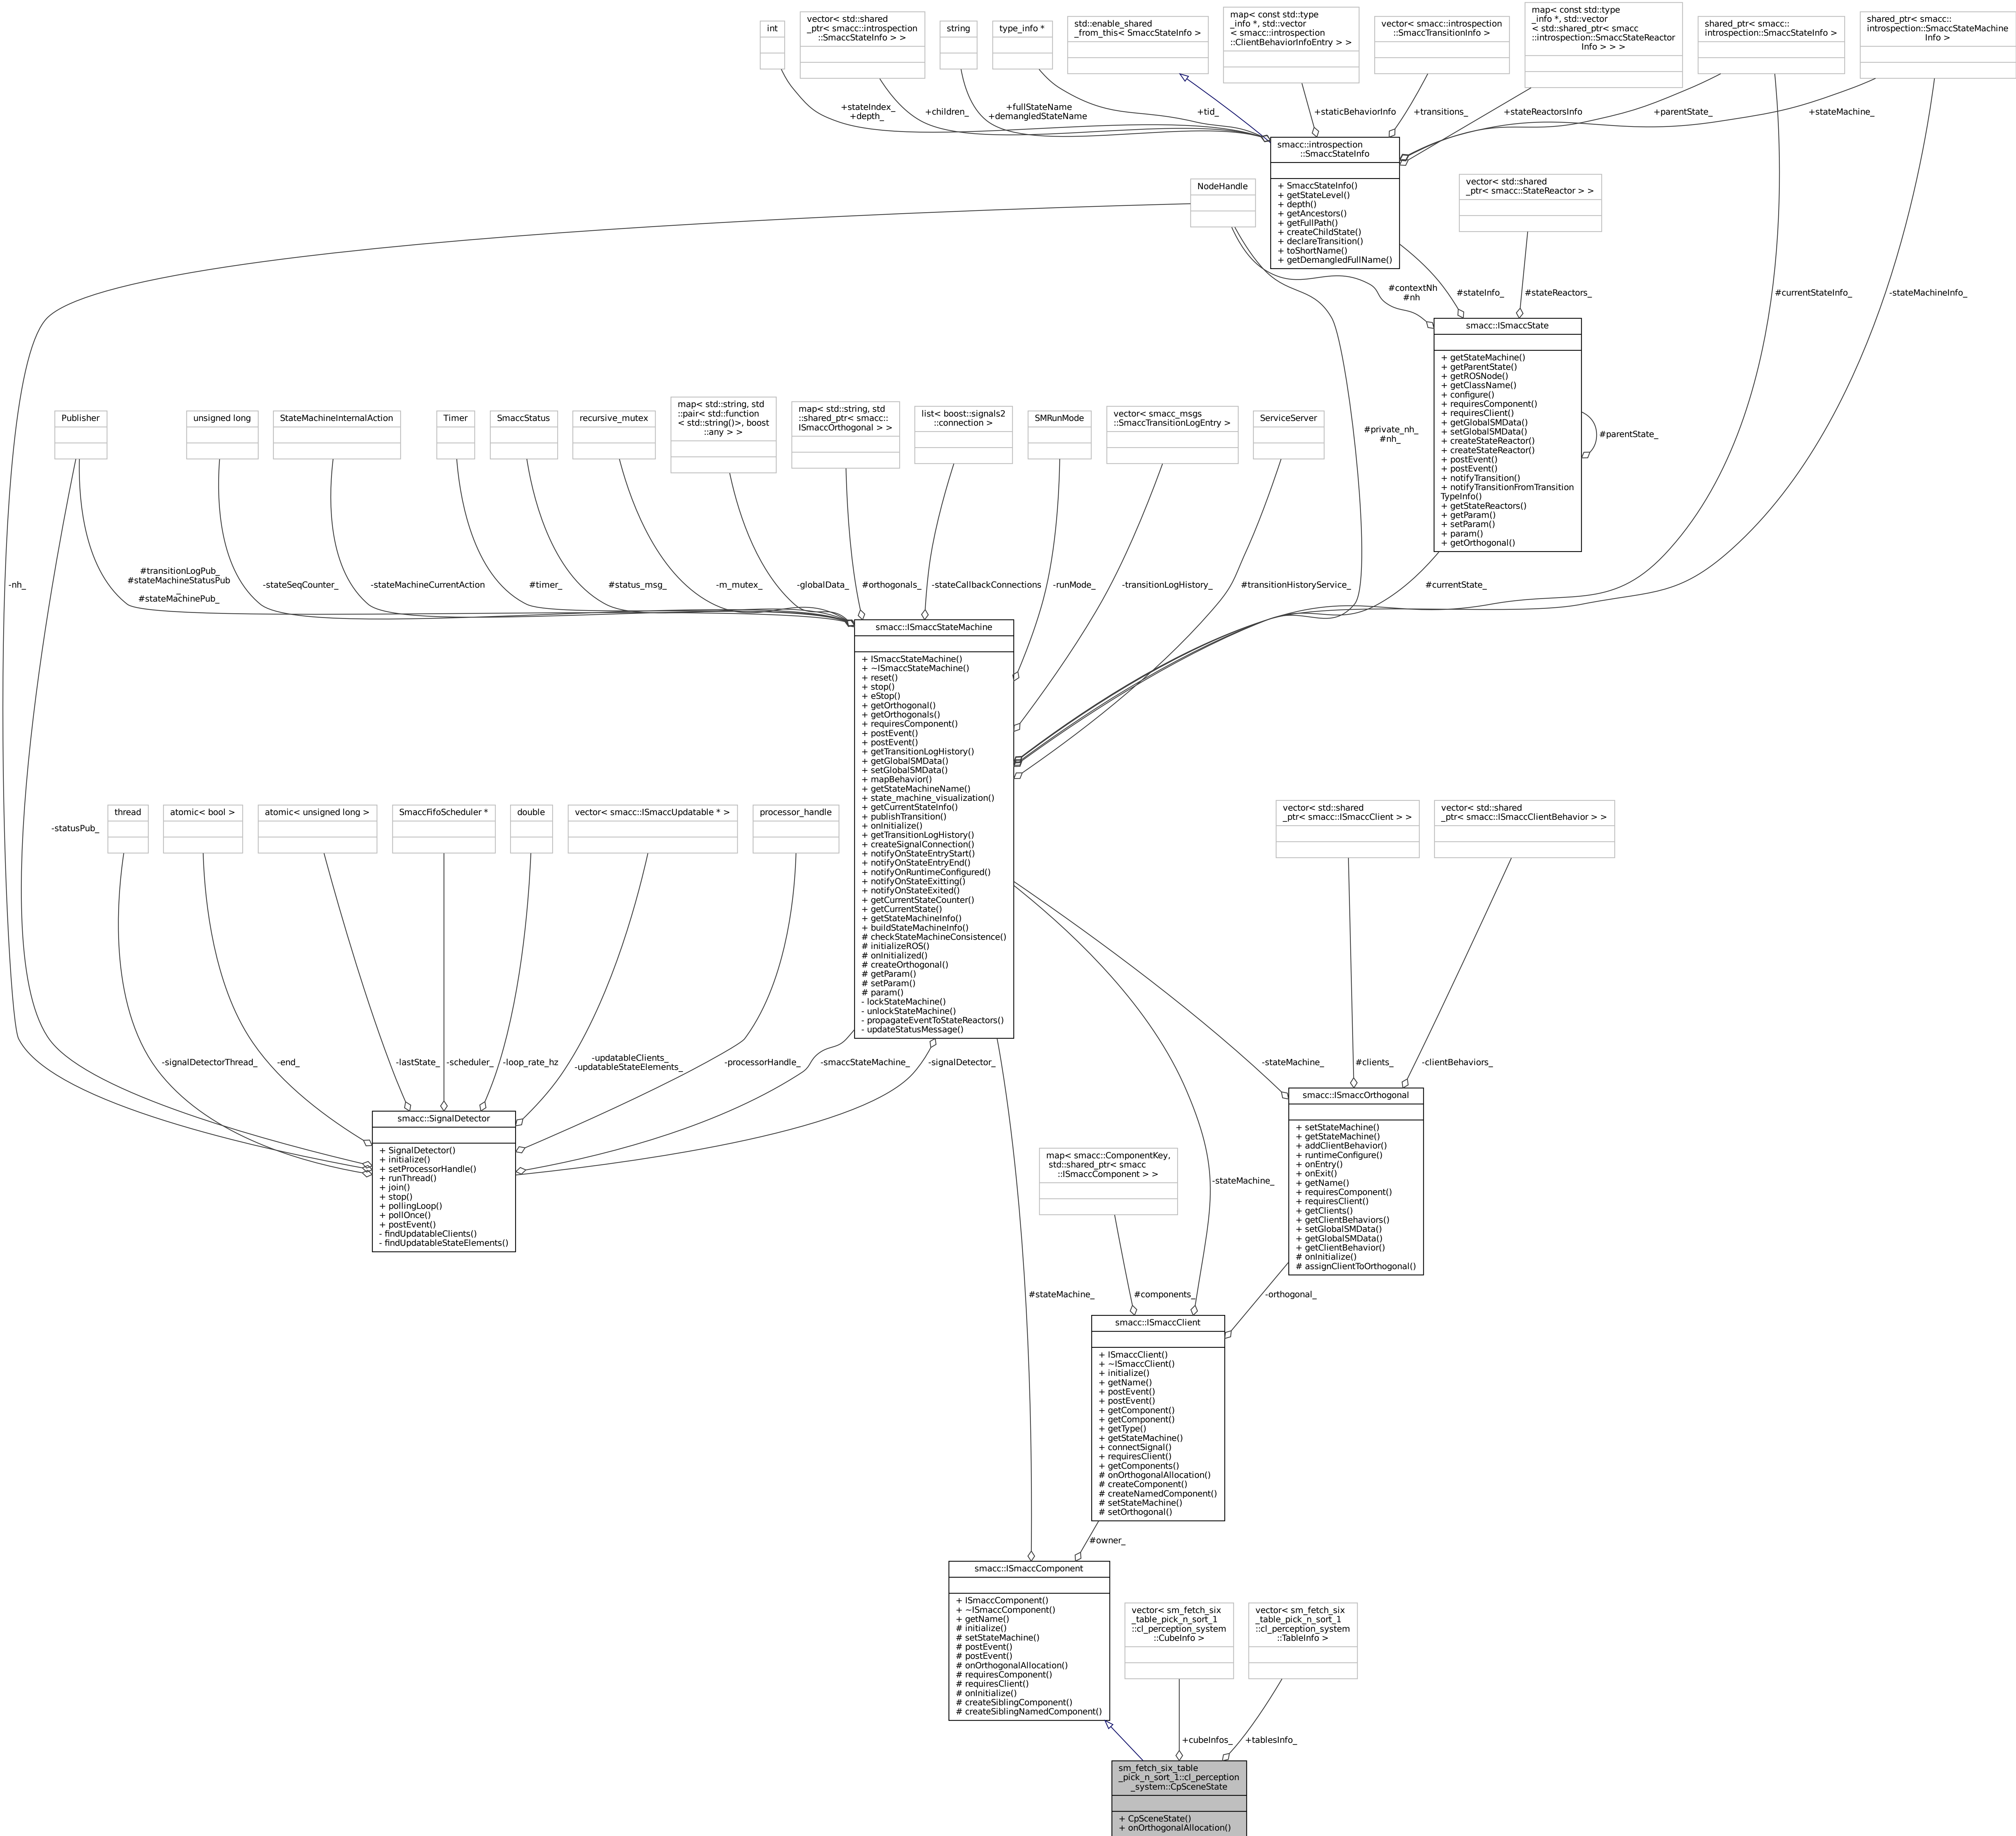 int
vector< std::shared
_ptr< smacc::introspection
::SmaccStateInfo > >
string
type_info *
std::enable_shared
_from_this< SmaccStateInfo >
map< const std::type
_info *, std::vector
< smacc::introspection
::ClientBehaviorInfoEntry > >
vector< smacc::introspection
::SmaccTransitionInfo >
map< const std::type
_info *, std::vector
< std::shared_ptr< smacc
::introspection::SmaccStateReactor
Info > > >
shared_ptr< smacc::
introspection::SmaccStateInfo >
shared_ptr< smacc::
introspection::SmaccStateMachine
Info >
+stateIndex_
+depth_
+children_
+fullStateName
+demangledStateName
+tid_
+staticBehaviorInfo
+transitions_
+stateReactorsInfo
+parentState_
+stateMachine_
smacc::introspection
::SmaccStateInfo
+ SmaccStateInfo()
+ getStateLevel()
+ depth()
+ getAncestors()
+ getFullPath()
+ createChildState()
+ declareTransition()
+ toShortName()
+ getDemangledFullName()
NodeHandle
vector< std::shared
_ptr< smacc::StateReactor > >
#contextNh
#nh
#stateInfo_
#stateReactors_
#currentStateInfo_
-stateMachineInfo_
smacc::ISmaccState
+ getStateMachine()
+ getParentState()
+ getROSNode()
+ getClassName()
+ configure()
+ requiresComponent()
+ requiresClient()
+ getGlobalSMData()
+ setGlobalSMData()
+ createStateReactor()
+ createStateReactor()
+ postEvent()
+ postEvent()
+ notifyTransition()
+ notifyTransitionFromTransition
TypeInfo()
+ getStateReactors()
+ getParam()
+ setParam()
+ param()
+ getOrthogonal()
#parentState_
Publisher
unsigned long
StateMachineInternalAction
Timer
SmaccStatus
recursive_mutex
map< std::string, std
::pair< std::function
< std::string()>, boost
::any > >
map< std::string, std
::shared_ptr< smacc::
ISmaccOrthogonal > >
list< boost::signals2
::connection >
SMRunMode
vector< smacc_msgs
::SmaccTransitionLogEntry >
ServiceServer
#private_nh_
#nh_
-nh_
#transitionLogPub_
#stateMachineStatusPub
_
#stateMachinePub_
-stateSeqCounter_
-stateMachineCurrentAction
#timer_
#status_msg_
-m_mutex_
-globalData_
#orthogonals_
-stateCallbackConnections
-runMode_
-transitionLogHistory_
#transitionHistoryService_
#currentState_
smacc::ISmaccStateMachine
+ ISmaccStateMachine()
+ ~ISmaccStateMachine()
+ reset()
+ stop()
+ eStop()
+ getOrthogonal()
+ getOrthogonals()
+ requiresComponent()
+ postEvent()
+ postEvent()
+ getTransitionLogHistory()
+ getGlobalSMData()
+ setGlobalSMData()
+ mapBehavior()
+ getStateMachineName()
+ state_machine_visualization()
+ getCurrentStateInfo()
+ publishTransition()
+ onInitialize()
+ getTransitionLogHistory()
+ createSignalConnection()
+ notifyOnStateEntryStart()
+ notifyOnStateEntryEnd()
+ notifyOnRuntimeConfigured()
+ notifyOnStateExitting()
+ notifyOnStateExited()
+ getCurrentStateCounter()
+ getCurrentState()
+ getStateMachineInfo()
+ buildStateMachineInfo()
# checkStateMachineConsistence()
# initializeROS()
# onInitialized()
# createOrthogonal()
# getParam()
# setParam()
# param()
- lockStateMachine()
- unlockStateMachine()
- propagateEventToStateReactors()
- updateStatusMessage()
-statusPub_
thread
atomic< bool >
atomic< unsigned long >
SmaccFifoScheduler *
double
vector< smacc::ISmaccUpdatable * >
processor_handle
vector< std::shared
_ptr< smacc::ISmaccClient > >
vector< std::shared
_ptr< smacc::ISmaccClientBehavior > >
-signalDetectorThread_
-end_
-lastState_
-scheduler_
-loop_rate_hz
-updatableClients_
-updatableStateElements_
-processorHandle_
-smaccStateMachine_
-signalDetector_
-stateMachine_
#clients_
-clientBehaviors_
smacc::SignalDetector
+ SignalDetector()
+ initialize()
+ setProcessorHandle()
+ runThread()
+ join()
+ stop()
+ pollingLoop()
+ pollOnce()
+ postEvent()
- findUpdatableClients()
- findUpdatableStateElements()
smacc::ISmaccOrthogonal
+ setStateMachine()
+ getStateMachine()
+ addClientBehavior()
+ runtimeConfigure()
+ onEntry()
+ onExit()
+ getName()
+ requiresComponent()
+ requiresClient()
+ getClients()
+ getClientBehaviors()
+ setGlobalSMData()
+ getGlobalSMData()
+ getClientBehavior()
# onInitialize()
# assignClientToOrthogonal()
map< smacc::ComponentKey,
std::shared_ptr< smacc
::ISmaccComponent > >
-stateMachine_
#stateMachine_
#components_
-orthogonal_
smacc::ISmaccClient
+ ISmaccClient()
+ ~ISmaccClient()
+ initialize()
+ getName()
+ postEvent()
+ postEvent()
+ getComponent()
+ getComponent()
+ getType()
+ getStateMachine()
+ connectSignal()
+ requiresClient()
+ getComponents()
# onOrthogonalAllocation()
# createComponent()
# createNamedComponent()
# setStateMachine()
# setOrthogonal()
#owner_
smacc::ISmaccComponent
+ ISmaccComponent()
+ ~ISmaccComponent()
+ getName()
# initialize()
# setStateMachine()
# postEvent()
# postEvent()
# onOrthogonalAllocation()
# requiresComponent()
# requiresClient()
# onInitialize()
# createSiblingComponent()
# createSiblingNamedComponent()
vector< sm_fetch_six
_table_pick_n_sort_1
::cl_perception_system
::CubeInfo >
vector< sm_fetch_six
_table_pick_n_sort_1
::cl_perception_system
::TableInfo >
+cubeInfos_
+tablesInfo_
sm_fetch_six_table
_pick_n_sort_1::cl_perception
_system::CpSceneState
+ CpSceneState()
+ onOrthogonalAllocation()